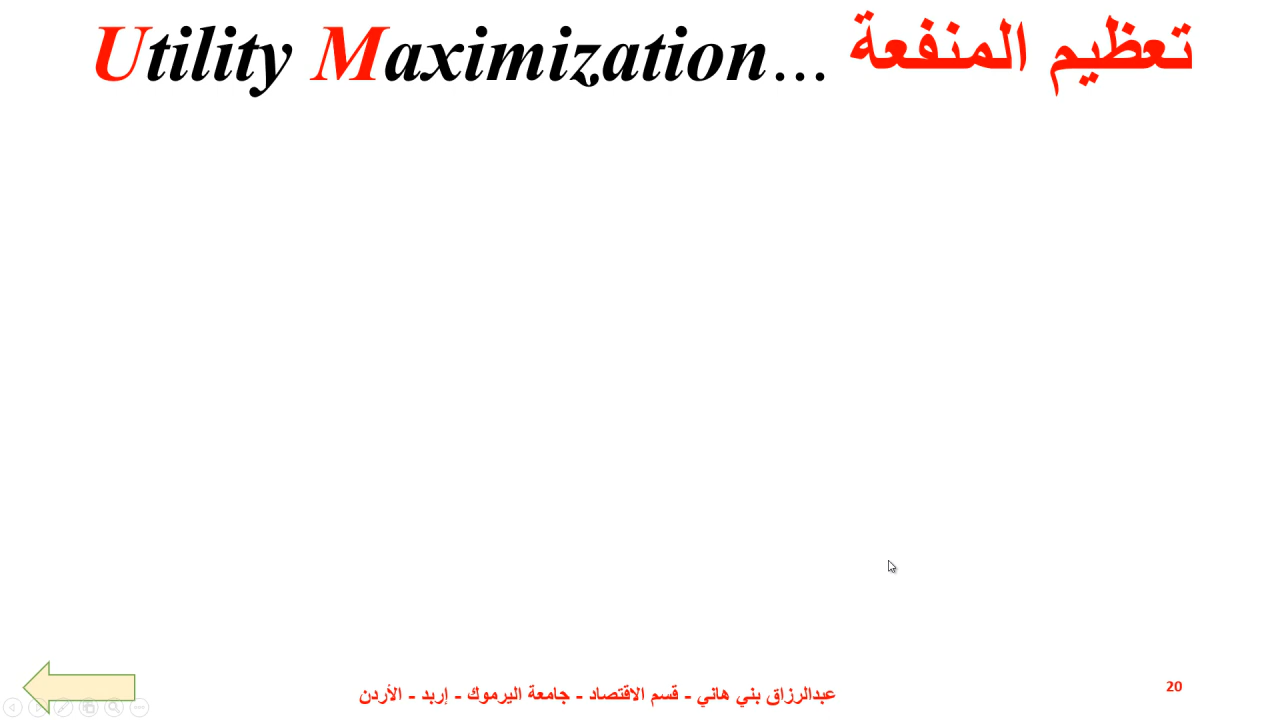 Utility Maximization... تعظيم المنفعة
عبدالرزاق بني هاني - قسم الاقتصاد - جامعة اليرموك - إربد - الأردن
20